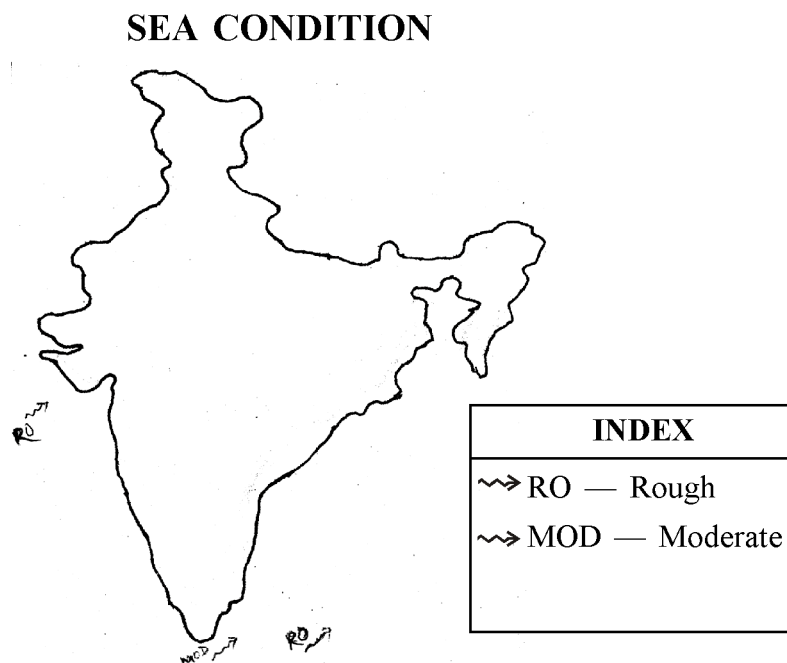 SEA CONDITION
RO
INDEX
RO — Rough
MOD — Moderate
MOD
RO